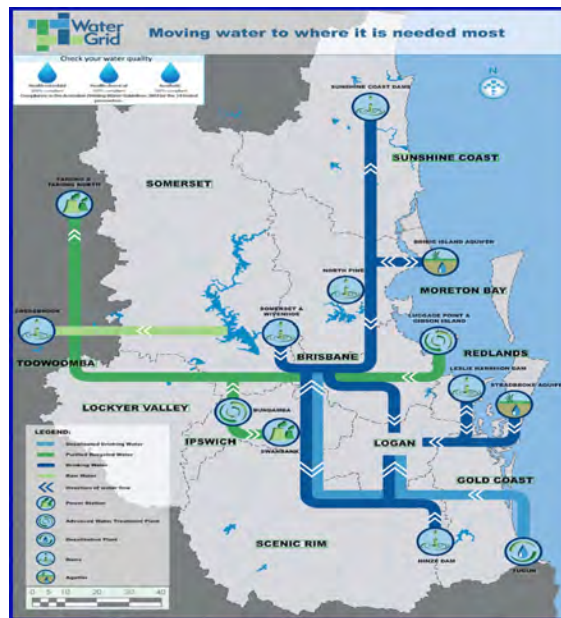 Water
Grid
Moving water to where it is needed most
Check your water quality
N
SUNSHINE COAST DAMS
SUNSHINE COAST
SOMERSET
TARONG &
TARONG NORTH
BRIBIE ISLAND AQUIFER
NORTH PINE
MORETON BAY
CRESSBROOK
SOMERSET &
WIVENHOE
LUGGAGE POINT &
GIBSON ISLAND
TOOWOOMBA
BRISBANE
REDLANDS
LESLIE HARRISON DAM
STRADBROKE AQUIFER
LOCKYER VALLEY
BUNDAMBA
LEGEND:
IPSWICH
SWANBANK
LOGAN
Desalinated Drinking Water
Purified Recycled Water
Drinking Water
Raw Water
Direction of water flow
GOLD COAST
Power Station
Advanced Water Treatment Plant
Desalination Plant
SCENIC RIM
Dams
HINZE DAM
TUGUN
Aquifer
0 5 10 20 30 40